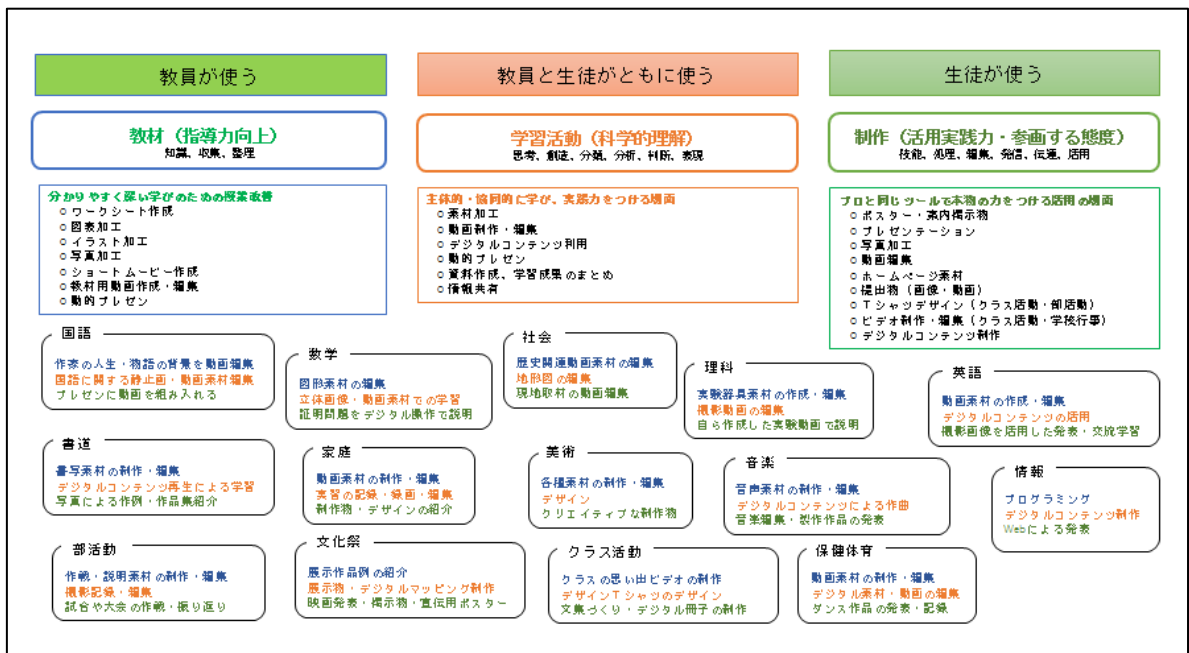 教員が使う
教材（指導力向上）
知識、収集、整理
分かりやすく深い学びのための授業改善
○ワークシート作成
○図表加工
○イラスト加工
○写真加工
○ショートムービー作成
○教材用動画作成・編集
○動的プレゼン
教員と生徒がともに使う
学習活動（科学的理解）
思考、創造、分類、分析、判断、表現
主体的・協同的に学び、実践力をつける場面
○素材加工
○動画制作・編集
○デジタルコンテンツ利用
○動的プレゼン
○資料作成、学習成果のまとめ
○情報共有
生徒が使う
制作（活用実践力・参画する態度）
技能、処理、編集、発信、伝達、活用
プロと同じツールで本物の力をつける活用の場面
○ポスター・案内掲示物
○プレゼンテーション
○写真加工
○動画編集
○ホームページ素材
○提出物（画像・動画）
○Tシャツデザイン（クラス活動・部活動）
○ビデオ制作・編集（クラス活動・学校行事）
○デジタルコンテンツ制作
国語
作家の人生・物語の背景を動画編集
国語に関する静止画・動画素材編集
プレゼンに動画を組み入れる
数学
図形素材の編集
立体画像・動画素材での学習
証明問題をデジタル操作で説明
社会
歴史関連動画素材の編集
地形図の編集
現地取材の動画編集
理科
実験器具素材の作成・編集
撮影動画の編集
自ら作成した実験動画で説明
英語
動画素材の作成・編集
デジタルコンテンツの活用
撮影画像を活用した発表・交流学習
書道
書写素材の制作・編集
デジタルコンテンツ再生による学習
写真による作例・作品集紹介
家庭
動画素材の制作・編集
実習の記録・録画・編集
制作物・デザインの紹介
美術
各種素材の制作・編集
デザイン
クリエイティブな制作物
音楽
音声素材の制作・編集
デジタルコンテンツによる作曲
音楽編集・製作作品の発表
情報
プログラミング
デジタルコンテンツ制作
Webによる発表
部活動
作戦・説明素材の制作・編集
撮影記録・編集
試合や大会の作戦・振り返り
文化祭
展示作品例の紹介
展示物・デジタルマッピング制作
映画発表・掲示物・宣伝用ポスター
クラス活動
クラスの思い出ビデオの制作
デザインTシャツのデザイン
文集づくり・デジタル冊子の制作
保健体育
動画素材の制作・編集
デジタル素材・動画の編集
ダンス作品の発表・記録